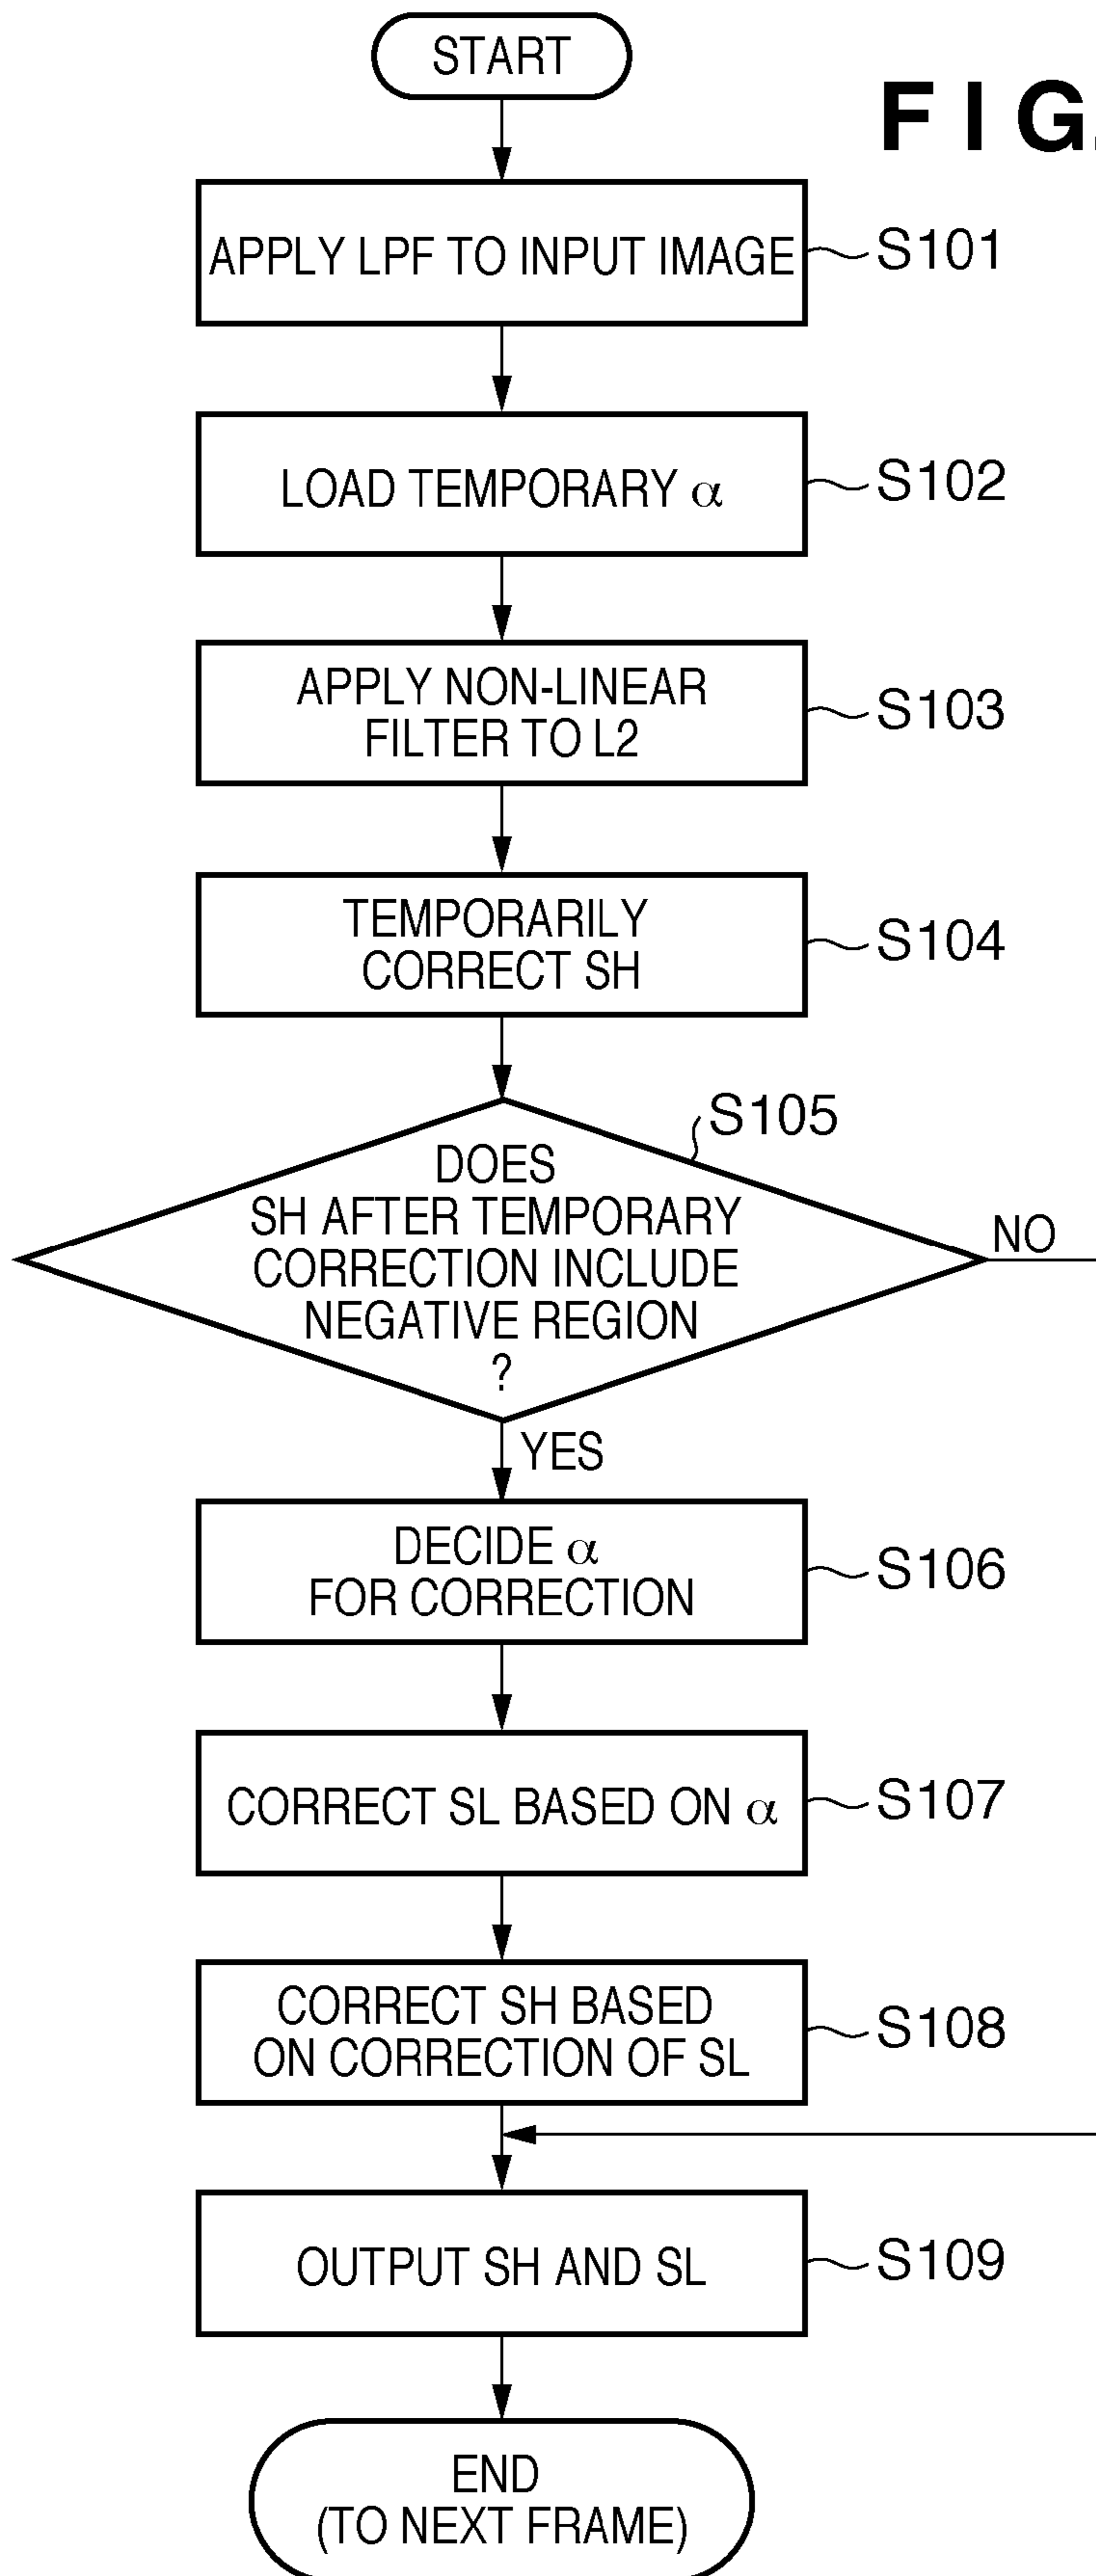 START
F I G.
APPLY LPF TO INPUT IMAGE
S101
LOAD TEMPORARY α
S102
APPLY NON-LINEAR
FILTER TO L2
S103
TEMPORARILY
CORRECT SH
S104
S105
DOES
SH AFTER TEMPORARY
CORRECTION INCLUDE
NEGATIVE REGION
?
NO
YES
DECIDE α
FOR CORRECTION
S106
CORRECT SL BASED ON α
S107
CORRECT SH BASED
ON CORRECTION OF SL
S108
OUTPUT SH AND SL
S109
END
(TO NEXT FRAME)